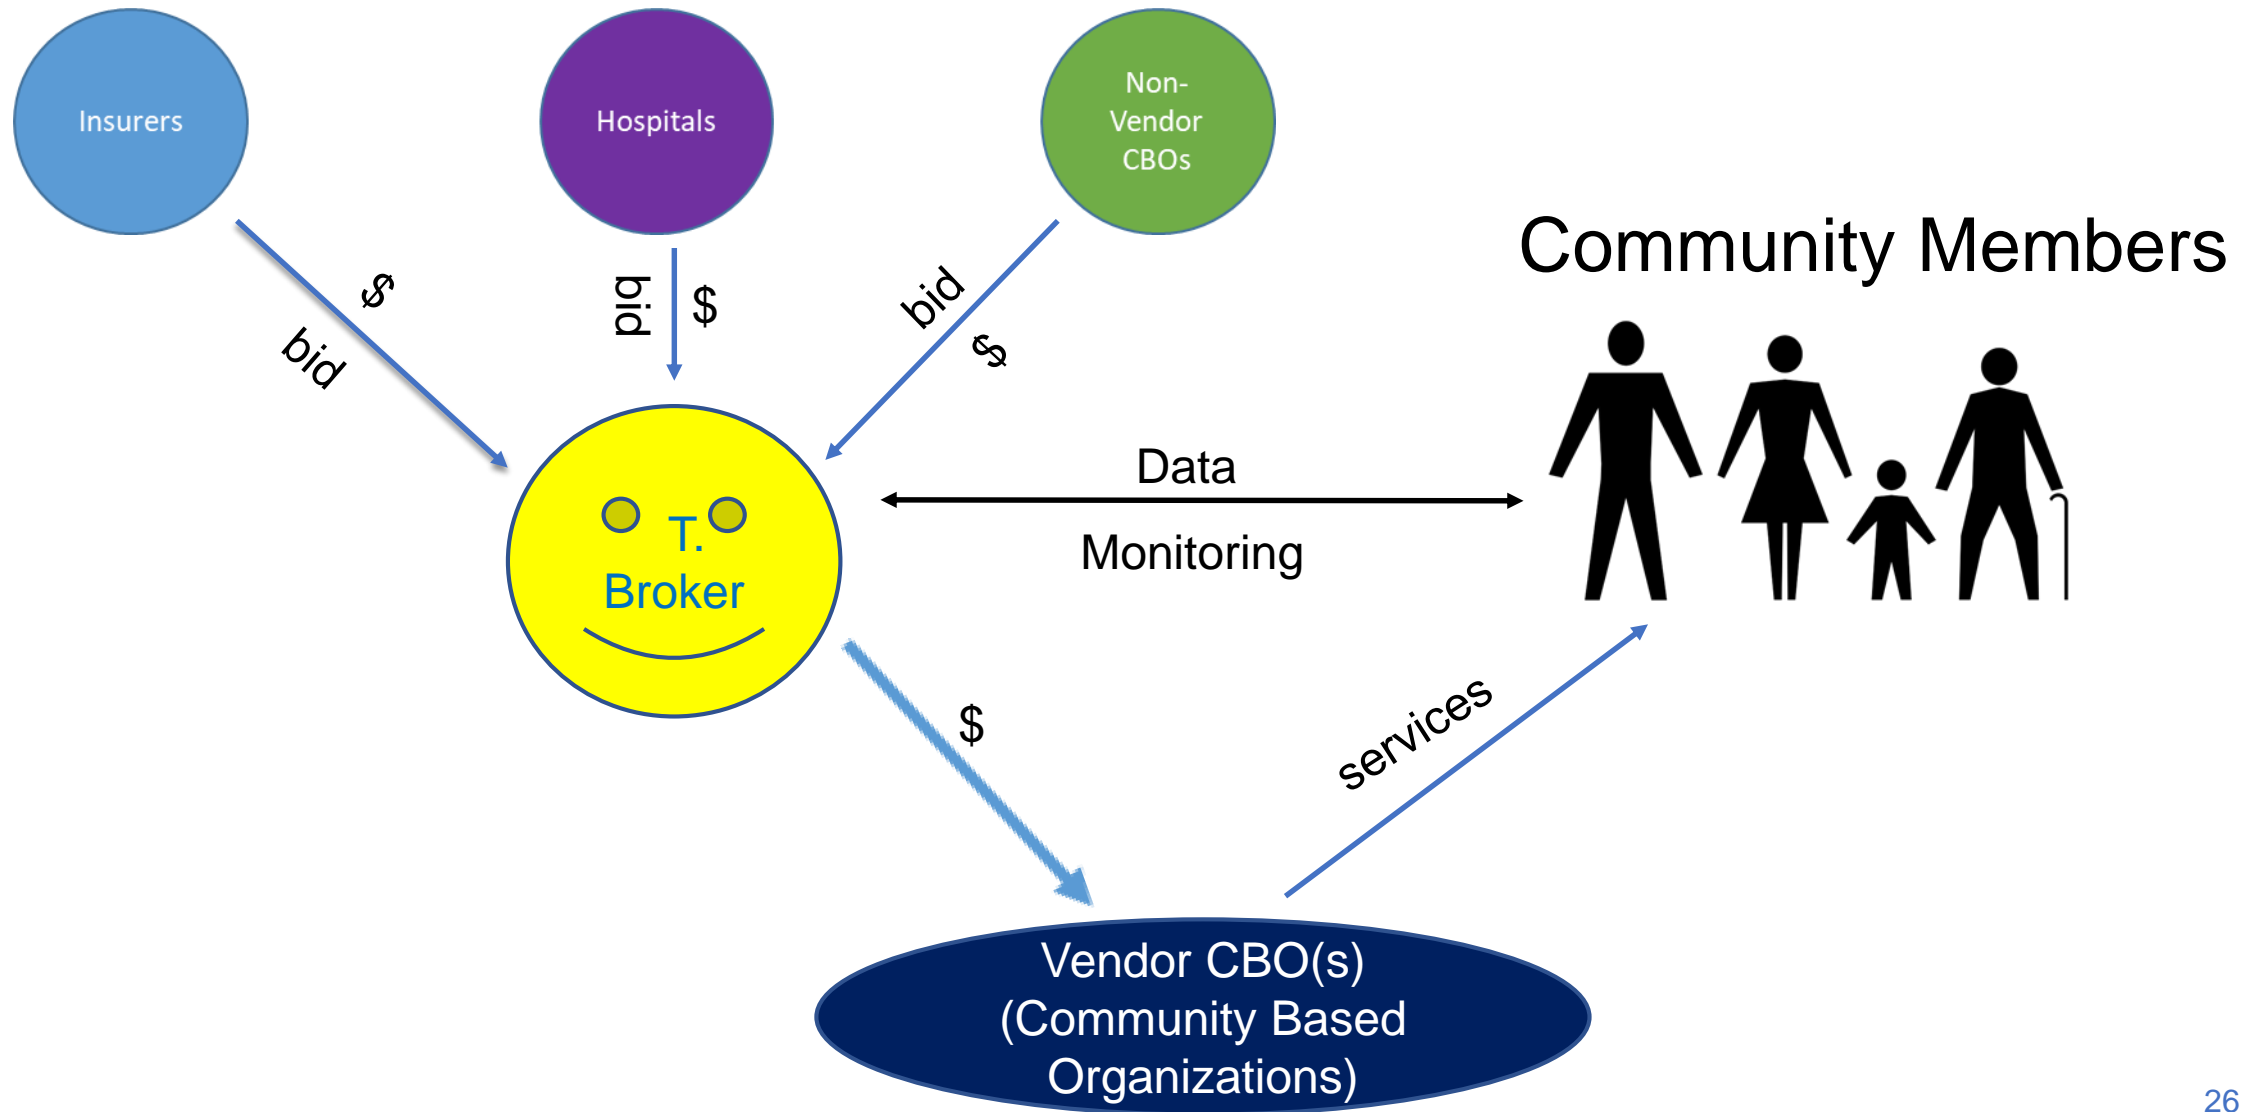 Insurers
Hospitals
Non-
Vendor
CBOs
Community Members
$
bid
bid
$
bid
$
Data
Monitoring
T.
Broker
$
services
Vendor CBO(s)
(Community Based
Organizations)
26